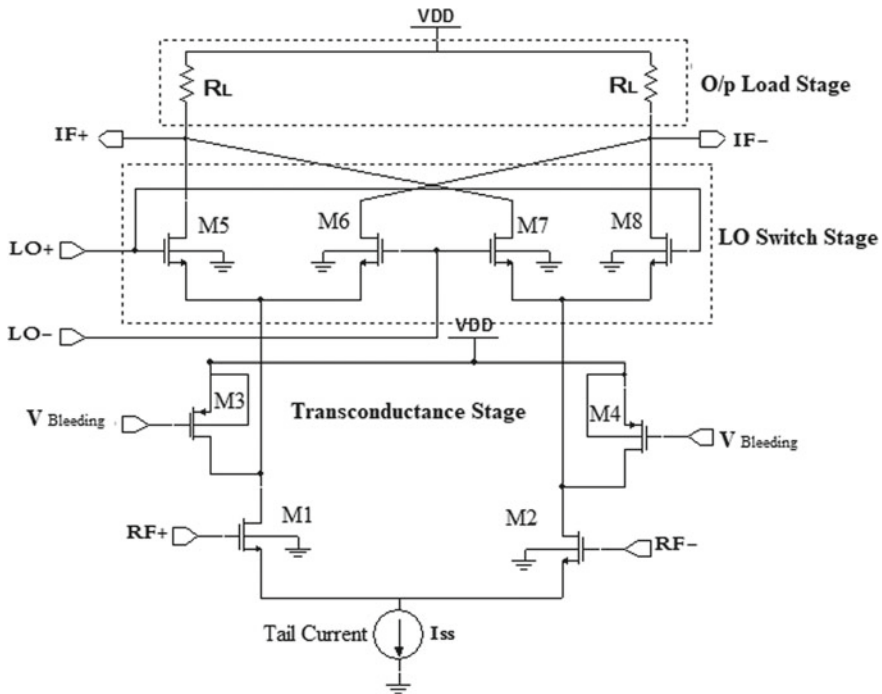 VDD
RL
RL
O/p Load Stage
IF+
IF−
M5
M6
M7
M8
LO+
LO Switch Stage
LO−
VDD
M3
Transconductance Stage
M4
V Bleeding
V Bleeding
RF+
M1
M2
RF−
Tail Current
Iss